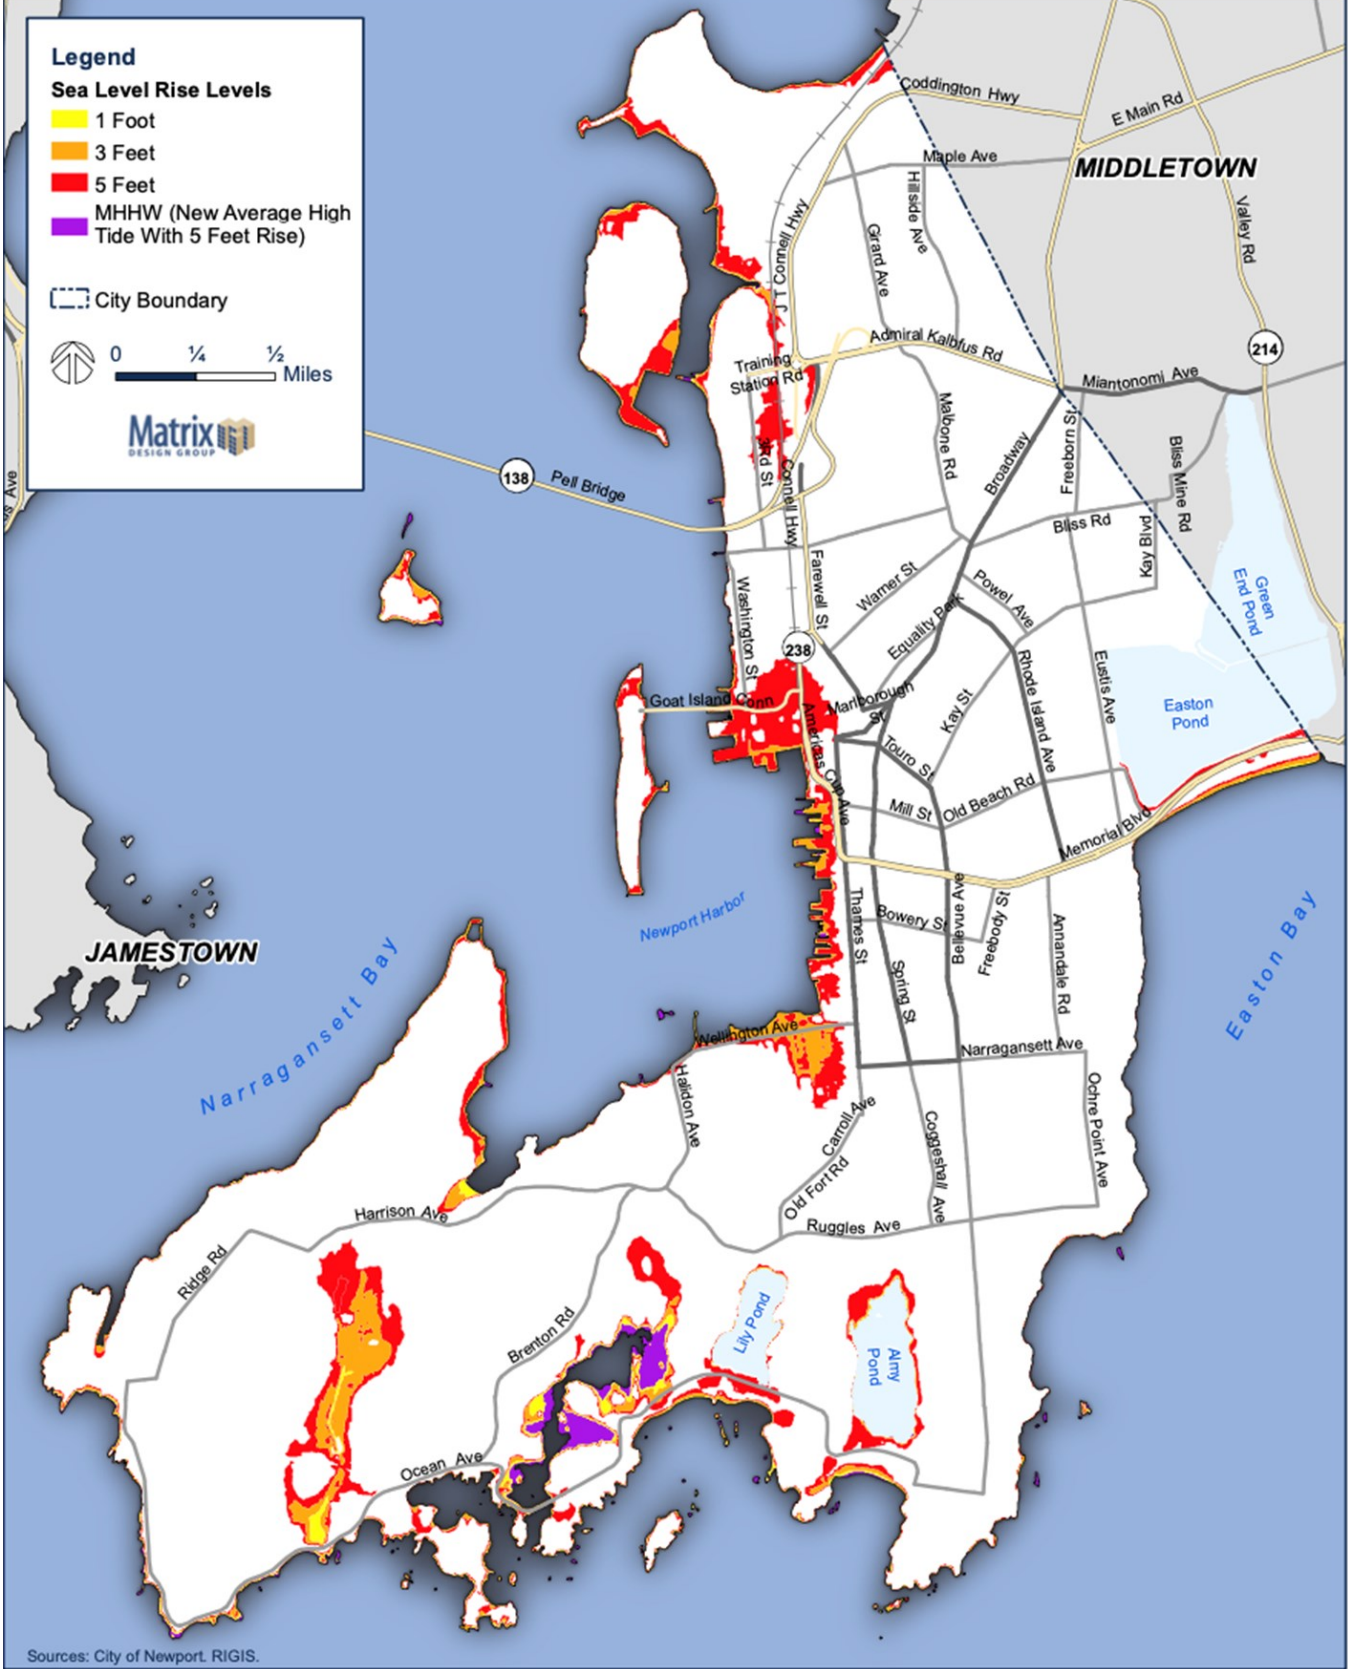 Legend
Sea Level Rise Levels
1 Foot
3 Feet
5 Feet
MHHW (New Average High
Tide With 5 Feet Rise)
City Boundary
0 ¼ ½
Miles
Matrix
DESIGN GROUP
Coddington Hwy
E Main Rd
Maple Ave
MIDDLETOWN
Hillside Ave
Valley Rd
Girard Ave
J T Connell Hwy
Admiral Kalbfus Rd
214
Training
Station Rd
Miantonomi Ave
Malbone Rd
Freeborn St
Broadway
Bliss Mine Rd
3Rd St
Connell Hwy
138
Pell Bridge
Bliss Rd
Kay Blvd
Farewell St
Warner St
Powel Ave
Washington St
Equality Park
Green
End Pond
238
Rhode Island Ave
Eustis Ave
Goat Island Conn
Marlborough
St
Kay St
Easton
Pond
Americas Cup Ave
Touro St
Mill St
Old Beach Rd
Memorial Blvd
Thames St
Bowery St
Bellevue Ave
Freebody St
Annandale Rd
Newport Harbor
JAMESTOWN
Narragansett Bay
Easton Bay
Spring St
Wellington Ave
Narragansett Ave
Halidon Ave
Carroll Ave
Coggeshall Ave
Ochre Point Ave
Old Fort Rd
Harrison Ave
Ruggles Ave
Ridge Rd
Brenton Rd
Lily Pond
Almy
Pond
Ocean Ave
Sources: City of Newport. RIGIS.